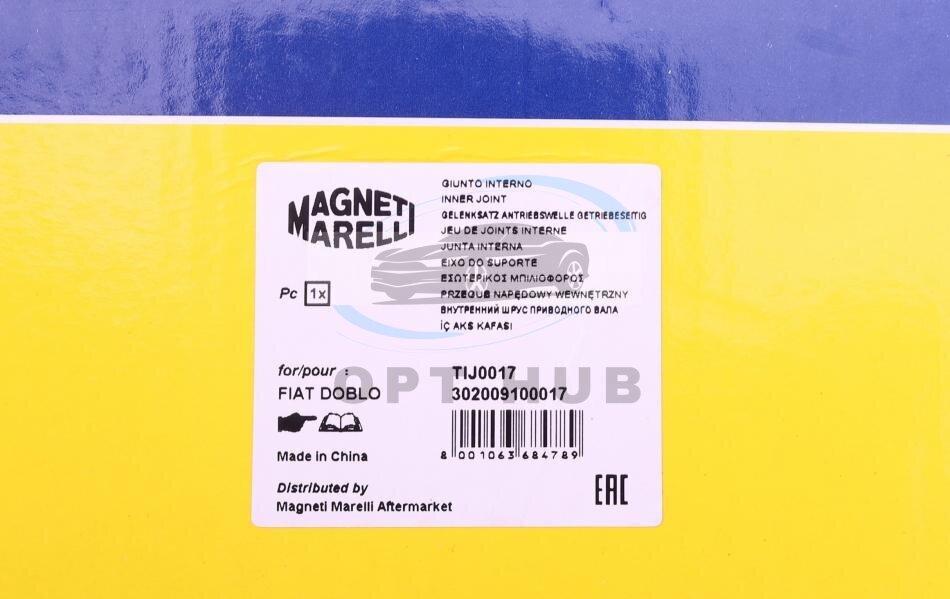 MAGNETI
MARELLI
Pc 1x
GIUNTO INTERNO
INNER JOINT
GELENKSATZ ANTRIEBSWELLE GETRIEBESEITIG
JEU DE JOINTS INTERNE
JUNTA INTERNA
EIXO DO SUPORTE
ΕΣΩΤΕΡΙΚΟΣ ΜΠΙΛΙΟΦΟΡΟΣ
PRZEGUB NAPĘDOWY WEWNĘTRZNY
ВНУТРЕННИЙ ШРУС ПРИВОДНОГО ВАЛА
İÇ AKS KAFASI
for/pour :
FIAT DOBLO
TIJ0017
302009100017
OPT HUB
8 001063 684789
Made in China
Distributed by
Magneti Marelli Aftermarket
EAC